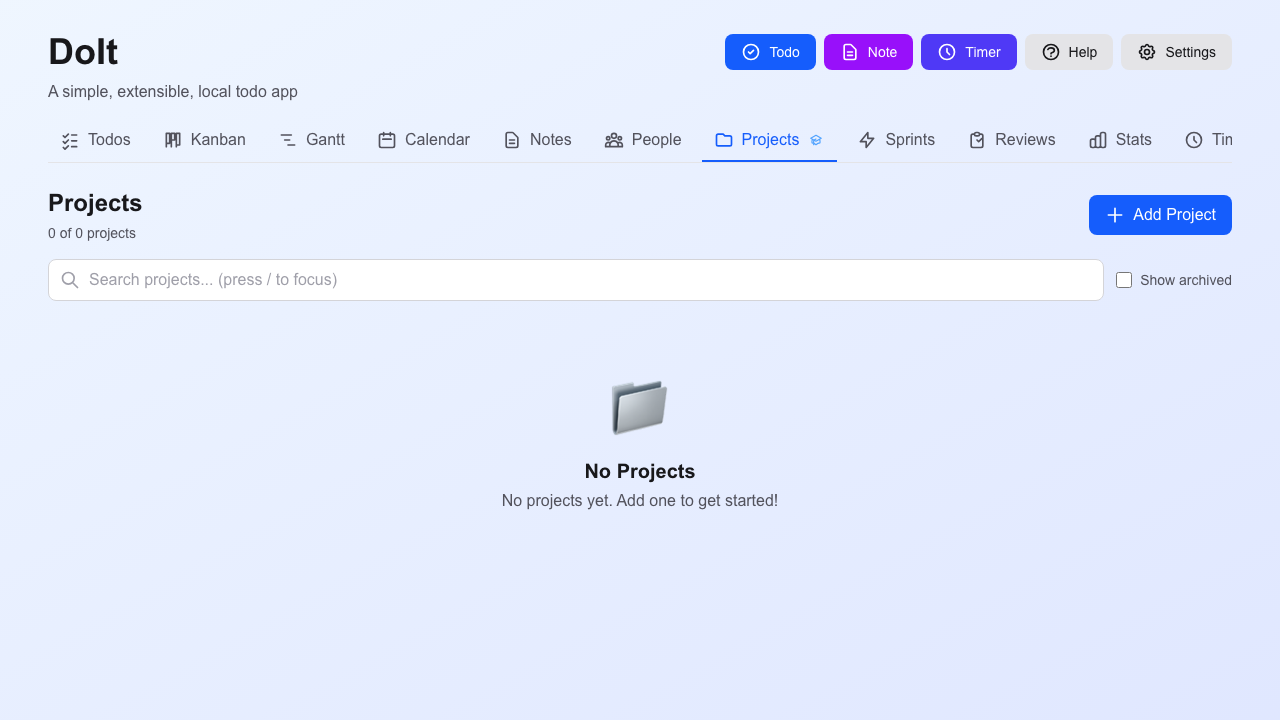 DoIt
Todo
Note
Timer
Help
Settings
A simple, extensible, local todo app
Todos
Kanban
Gantt
Calendar
Notes
People
Projects
Sprints
Reviews
Stats
Projects
Add Project
0 of 0 projects
Search projects... (press / to focus)
Show archived
No Projects
No projects yet. Add one to get started!